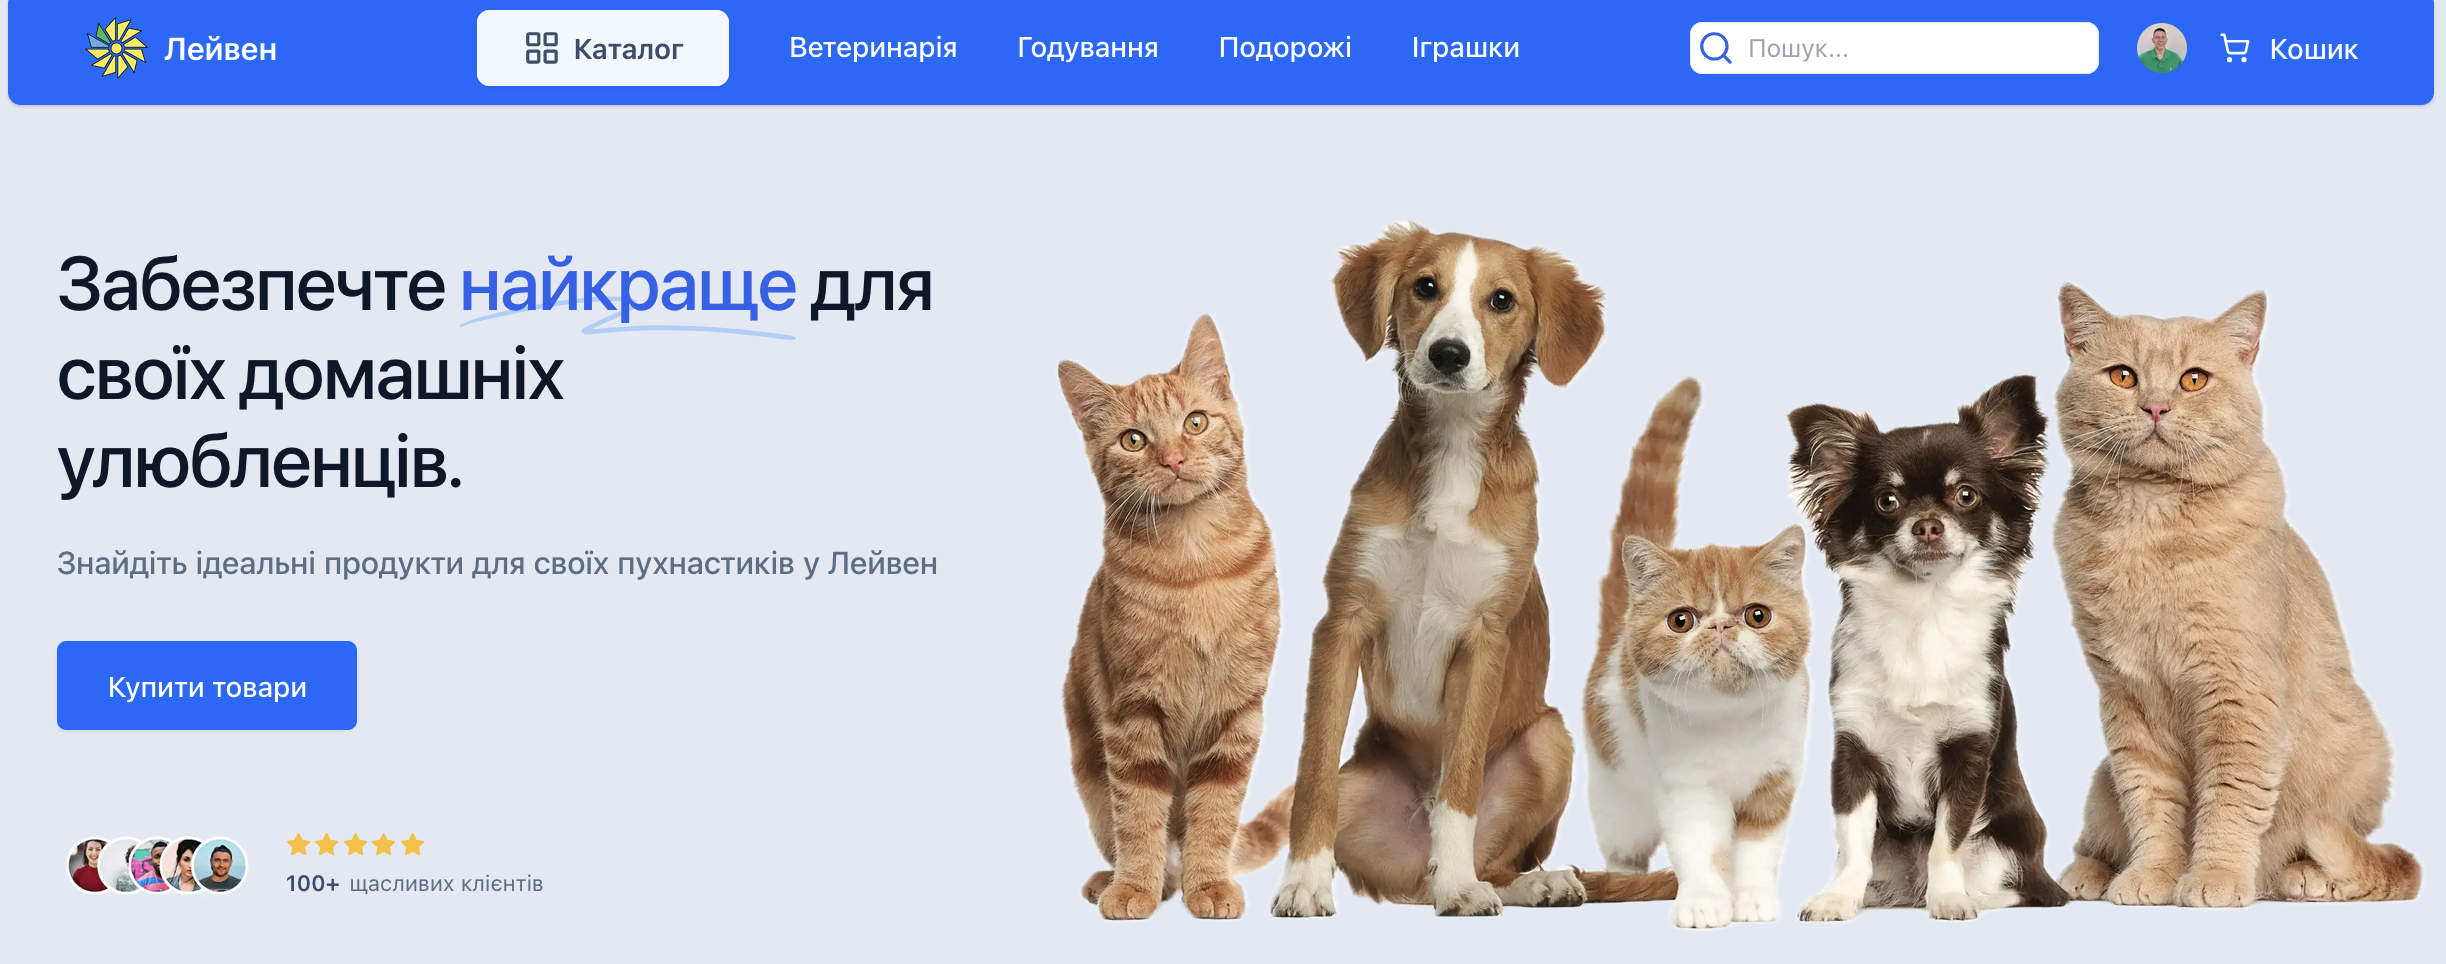 Лейвен
Каталог
Ветеринарія
Годування
Подорожі
Іграшки
Пошук...
Кошик
Забезпечте найкраще для
своїх домашніх
улюбленців.
Знайдіть ідеальні продукти для своїх пухнастиків у Лейвен
Купити товари
100+ щасливих клієнтів